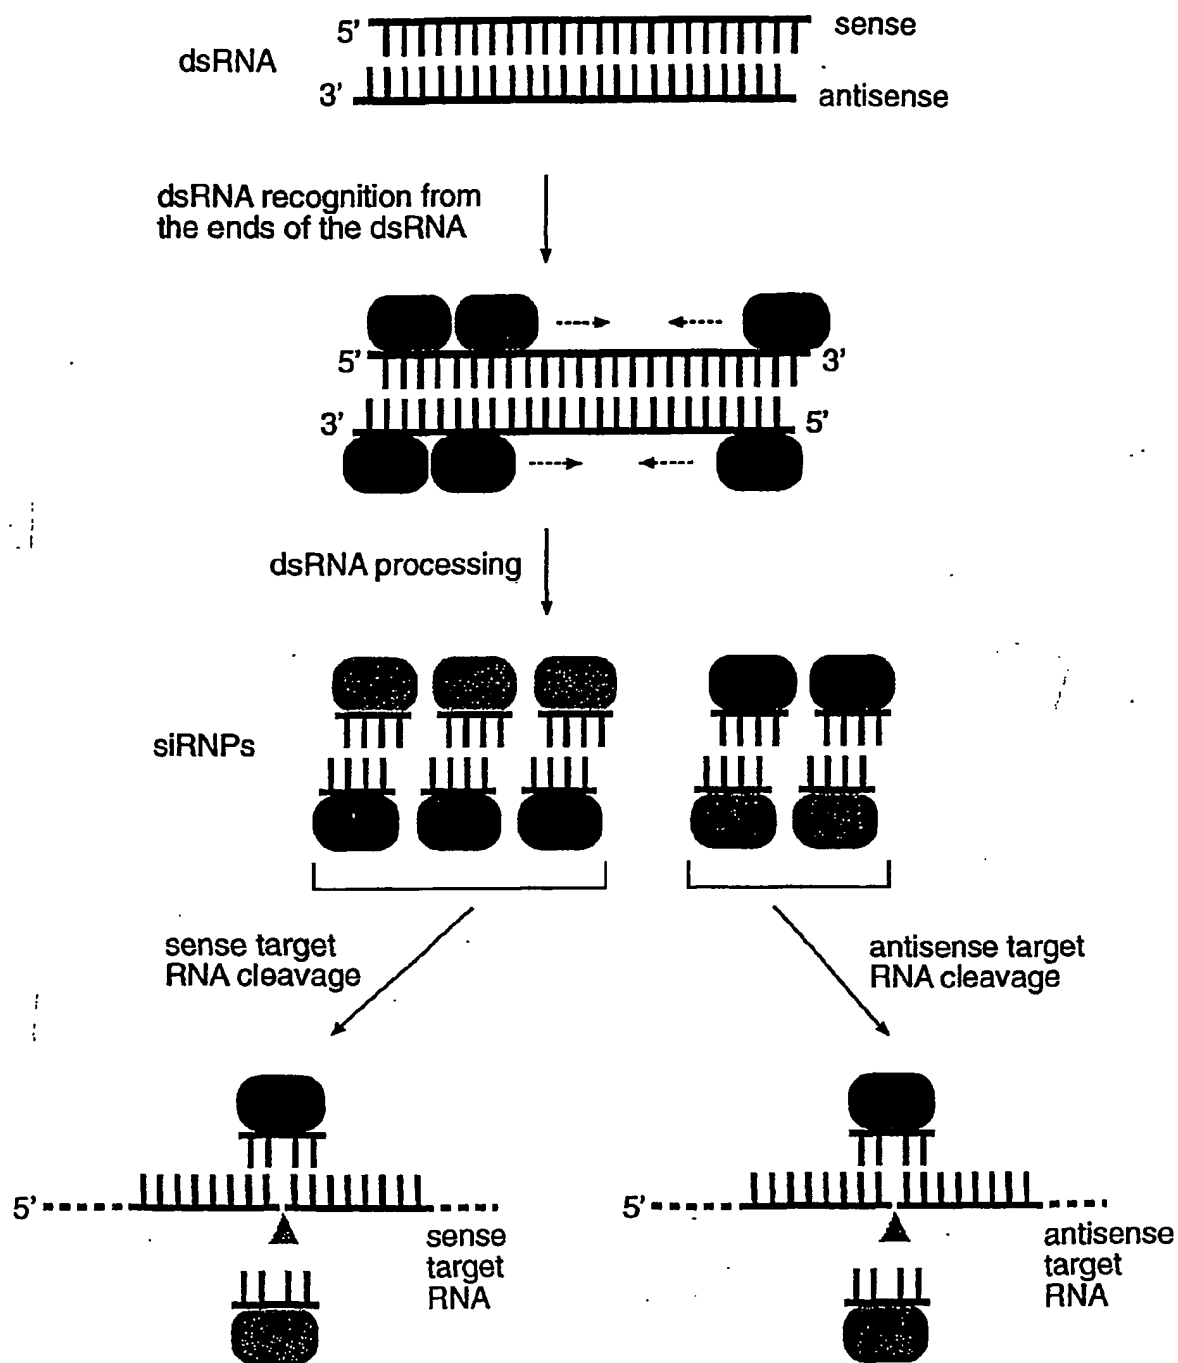 5'
sense
dsRNA
3'
antisense
dsRNA recognition from
the ends of the dsRNA
5'
3'
3'
5'
dsRNA processing
siRNPs
sense target
RNA cleavage
antisense target
RNA cleavage
5'
sense
target
RNA
5'
antisense
target
RNA